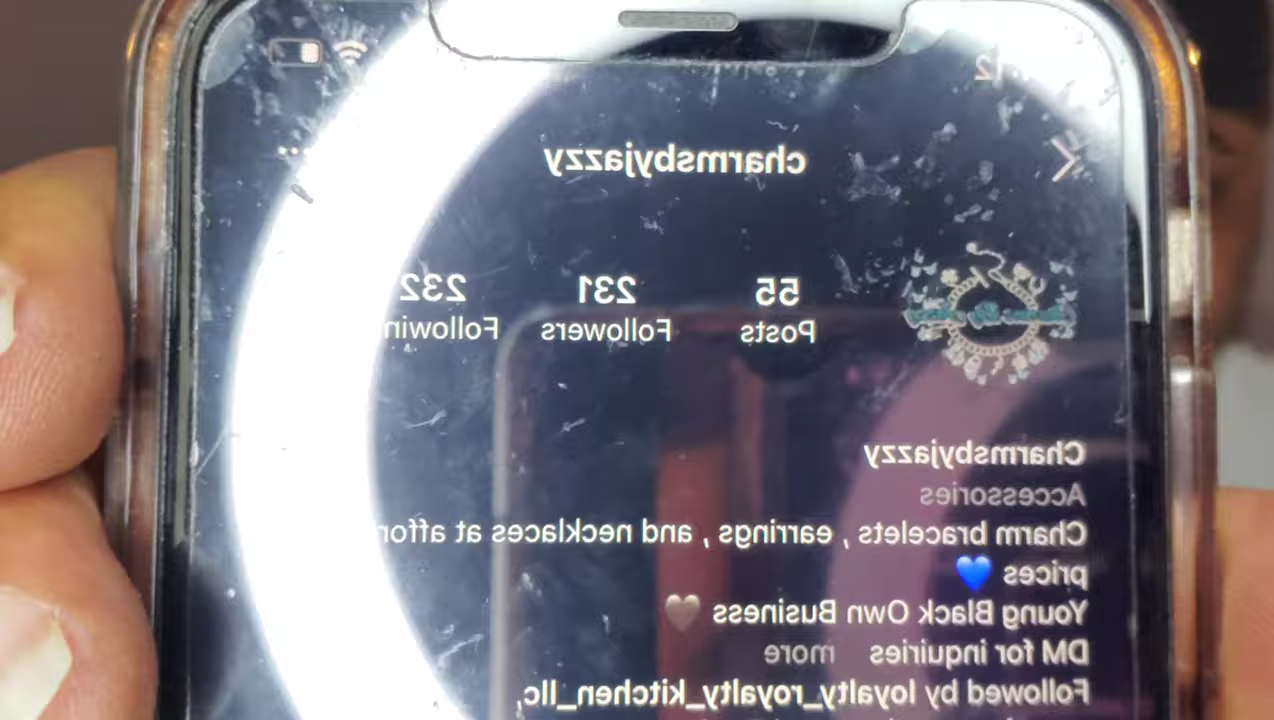 charmsbyjazzy
55 231 232
Posts Followers Followin
Charmsbyjazzy
Accessories
Charm bracelets , earrings , and necklaces at affor
prices 💙
Young Black Own Business 🤎
DM for inquiries more
Followed by loyalty_royalty_kitchen_llc,